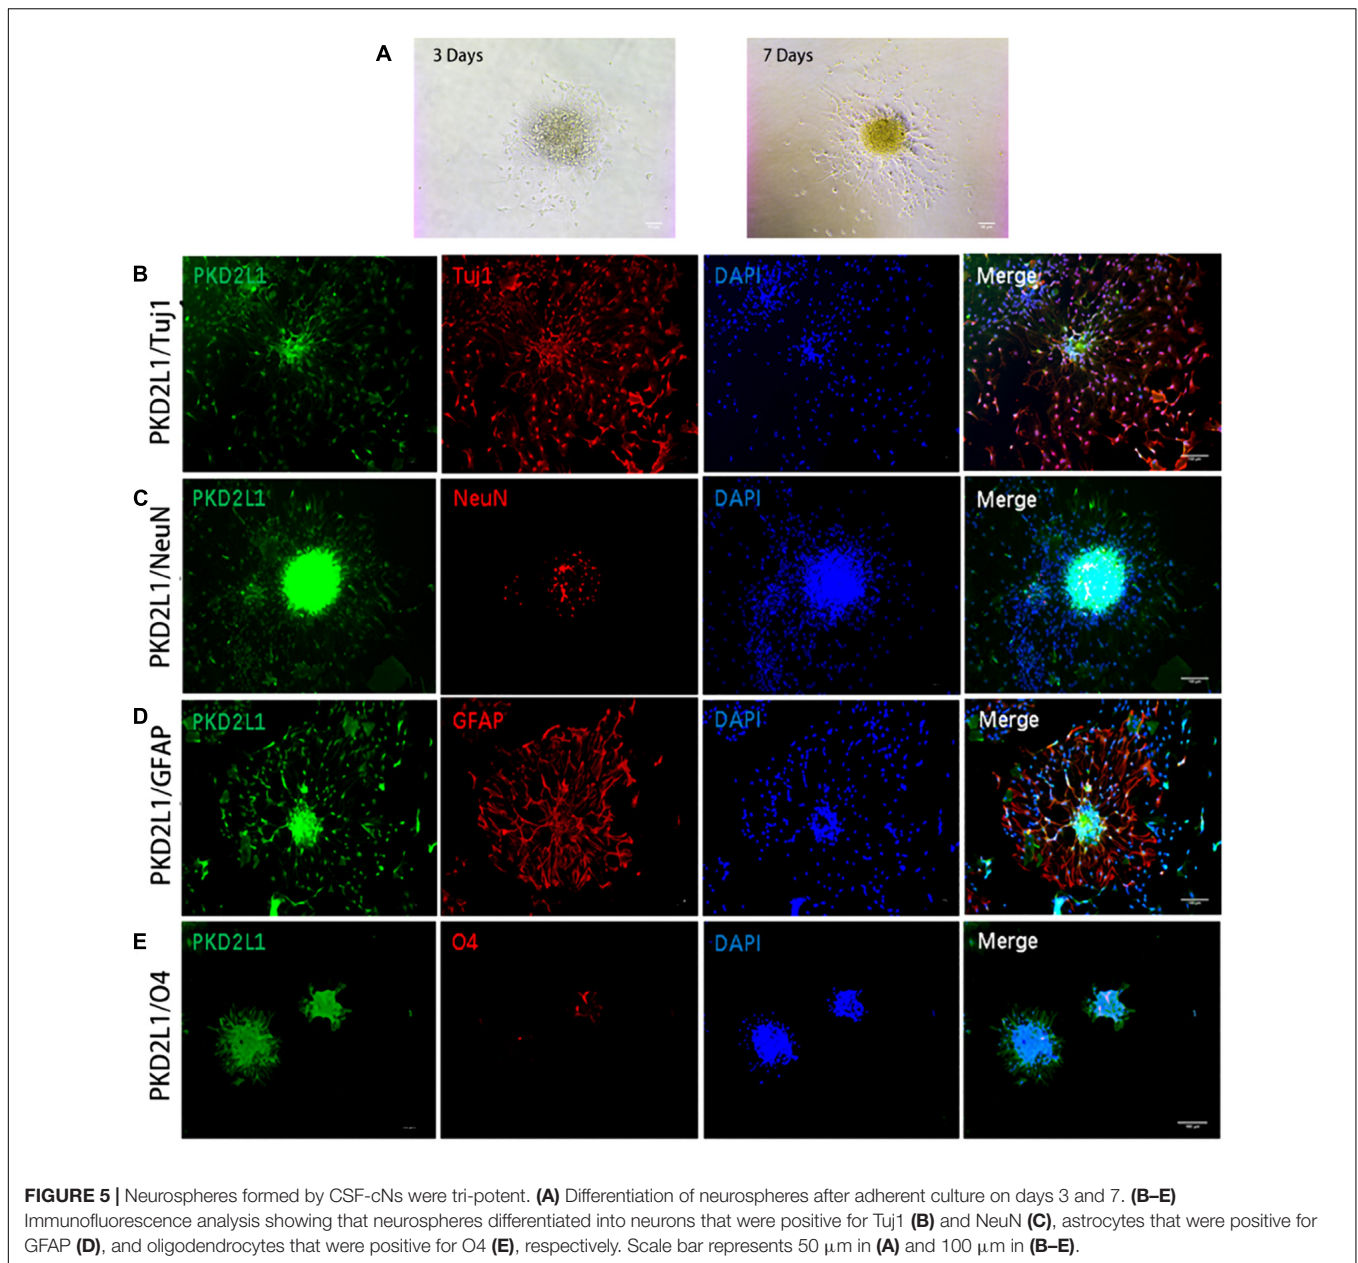 A
3 Days
7 Days
B
PKD2L1/Tuj1
PKD2L1
Tuj1
DAPI
Merge
C
PKD2L1/NeuN
PKD2L1
NeuN
DAPI
Merge
D
PKD2L1/GFAP
PKD2L1
GFAP
DAPI
Merge
E
PKD2L1/O4
PKD2L1
O4
DAPI
Merge
FIGURE 5 | Neurospheres formed by CSF-cNs were tri-potent. (A) Differentiation of neurospheres after adherent culture on days 3 and 7. (B–E)
Immunofluorescence analysis showing that neurospheres differentiated into neurons that were positive for Tuj1 (B) and NeuN (C), astrocytes that were positive for
GFAP (D), and oligodendrocytes that were positive for O4 (E), respectively. Scale bar represents 50 μm in (A) and 100 μm in (B–E).